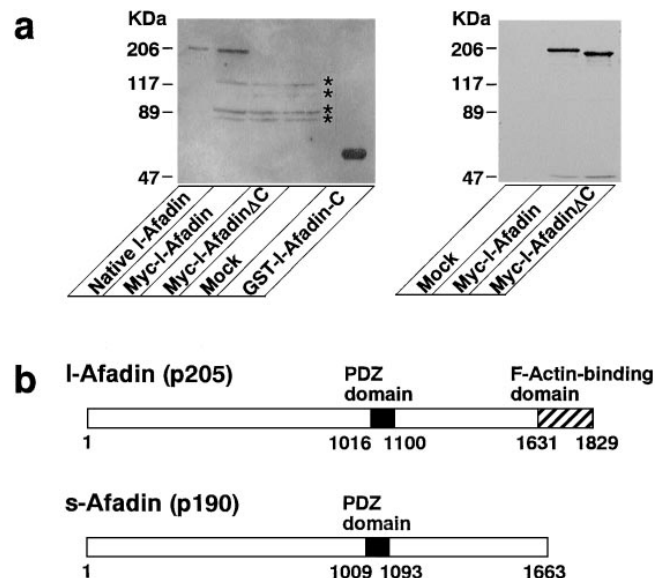 a
KDa
206
117
89
47
*
*
*
*
Native l-Afadin
Myc-l-Afadin
Myc-l-AfadinΔC
Mock
GST-l-Afadin-C
KDa
206
117
89
47
Mock
Myc-l-Afadin
Myc-l-AfadinΔC
b
l-Afadin (p205)
PDZ domain
F-Actin-binding domain
1 1016 1100 1631 1829
s-Afadin (p190)
PDZ domain
1 1009 1093 1663